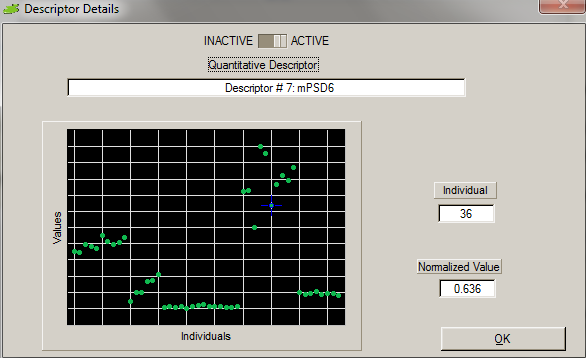 Descriptor Details
INACTIVE ACTIVE
Quantitative Descriptor
Descriptor # 7: mPSD6
Values
Individuals
Individual
36
Normalized Value
0.636
OK